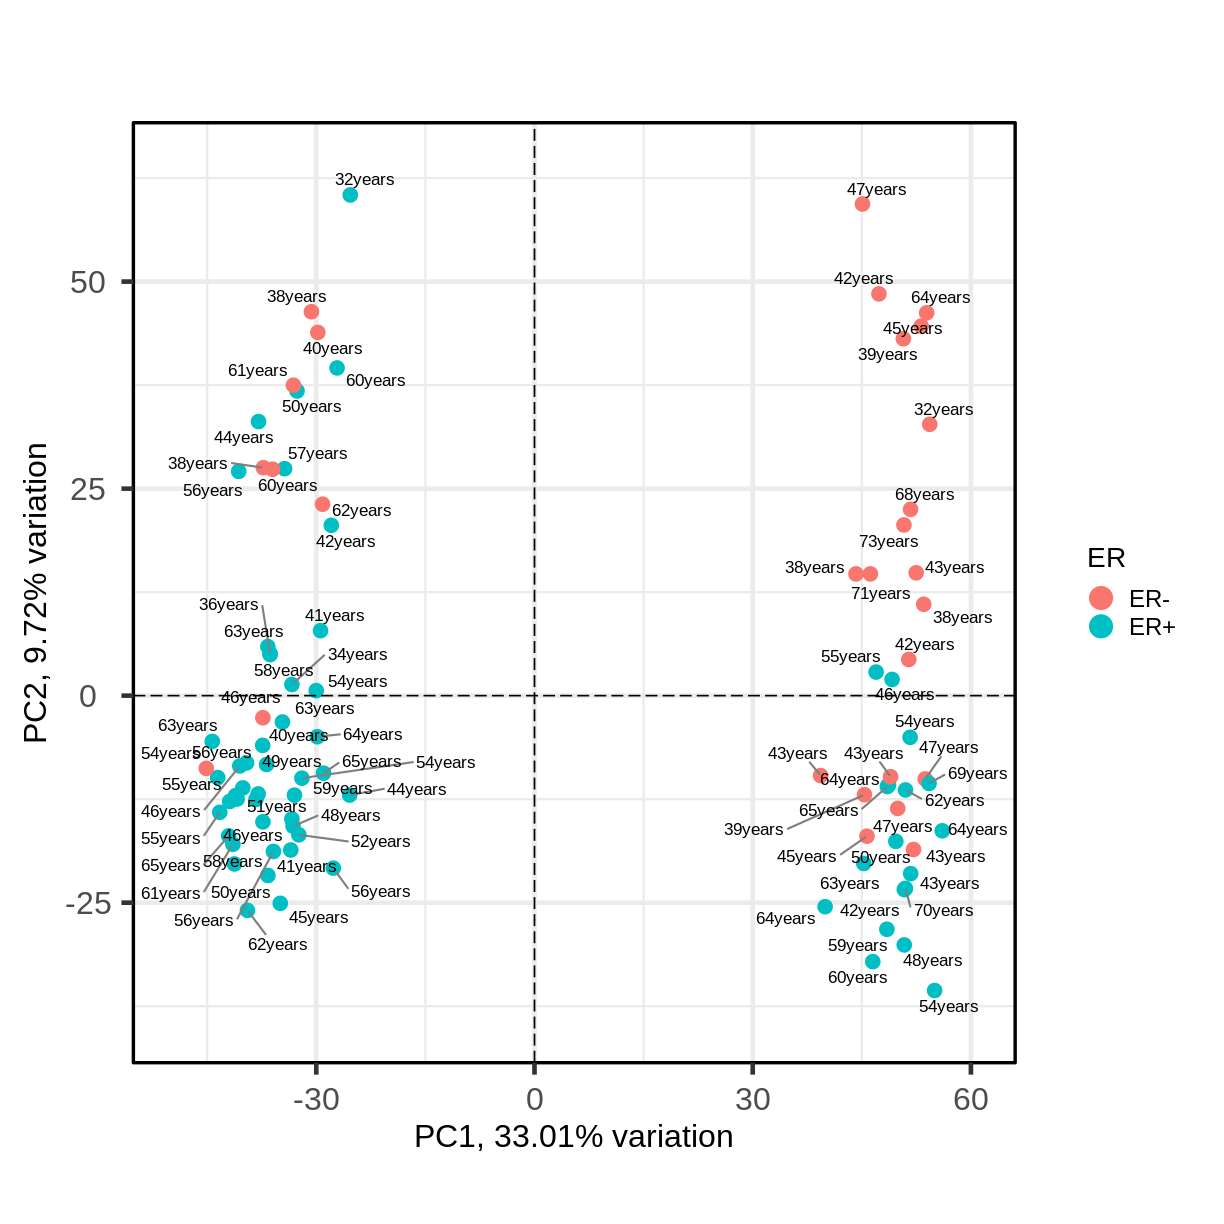 32years
47years
42years
50
38years
64years
45years
40years
39years
61years
60years
50years
32years
44years
57years
38years
60years
56years
25
68years
62years
42years
73years
38years
43years
71years
36years
41years
38years
63years
42years
34years
55years
58years
54years
0
46years
46years
63years
63years
54years
40years
64years
47years
54years
56years
43years
43years
49years
65years
54years
69years
55years
64years
59years
44years
62years
46years
51years
65years
48years
39years
47years
64years
55years
46years
52years
45years
50years
43years
65years
58years
41years
63years
43years
61years
50years
56years
-25
42years
70years
56years
45years
64years
62years
59years
48years
60years
54years
-30
0
30
60
PC1, 33.01% variation
PC2, 9.72% variation
ER
ER-
ER+